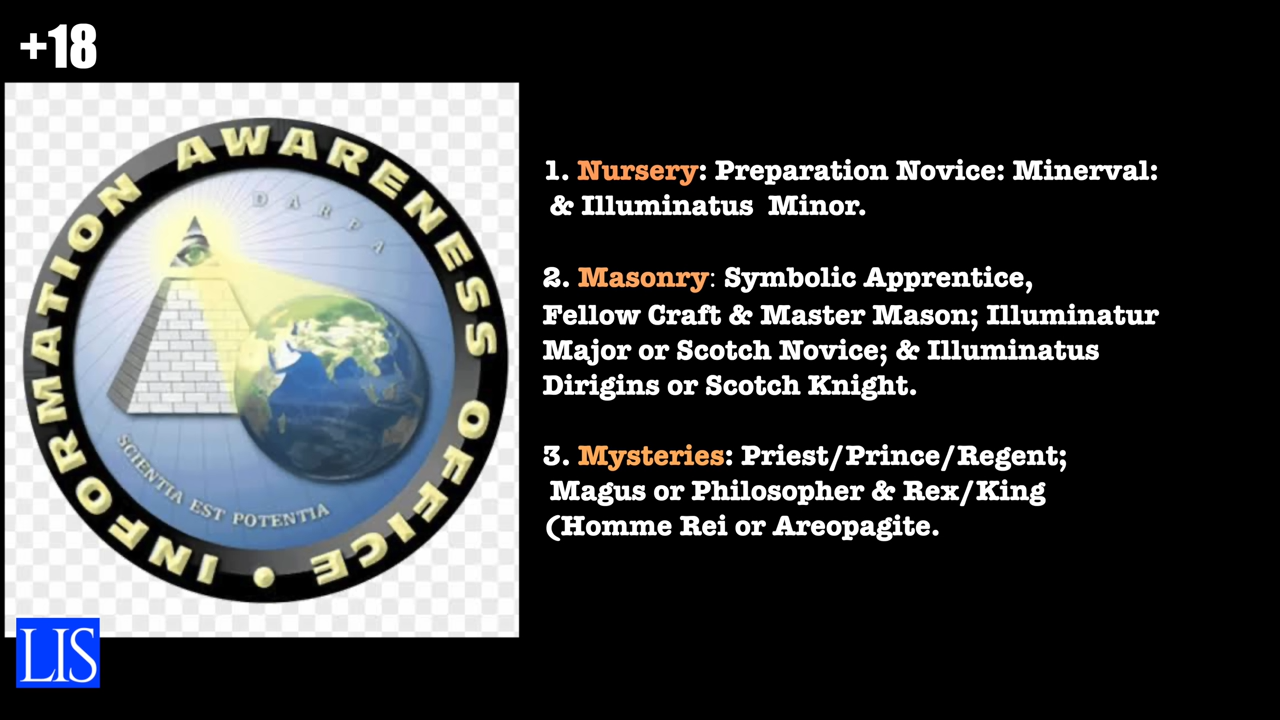 +18
INFORMATION AWARENESS OFFICE
DARPA
SCIENTIA EST POTENTIA
LIS
1. Nursery: Preparation Novice: Minerval:
& Illuminatus Minor.
2. Masonry: Symbolic Apprentice,
Fellow Craft & Master Mason; Illuminatur
Major or Scotch Novice; & Illuminatus
Dirigins or Scotch Knight.
3. Mysteries: Priest/Prince/Regent;
Magus or Philosopher & Rex/King
(Homme Rei or Areopagite.